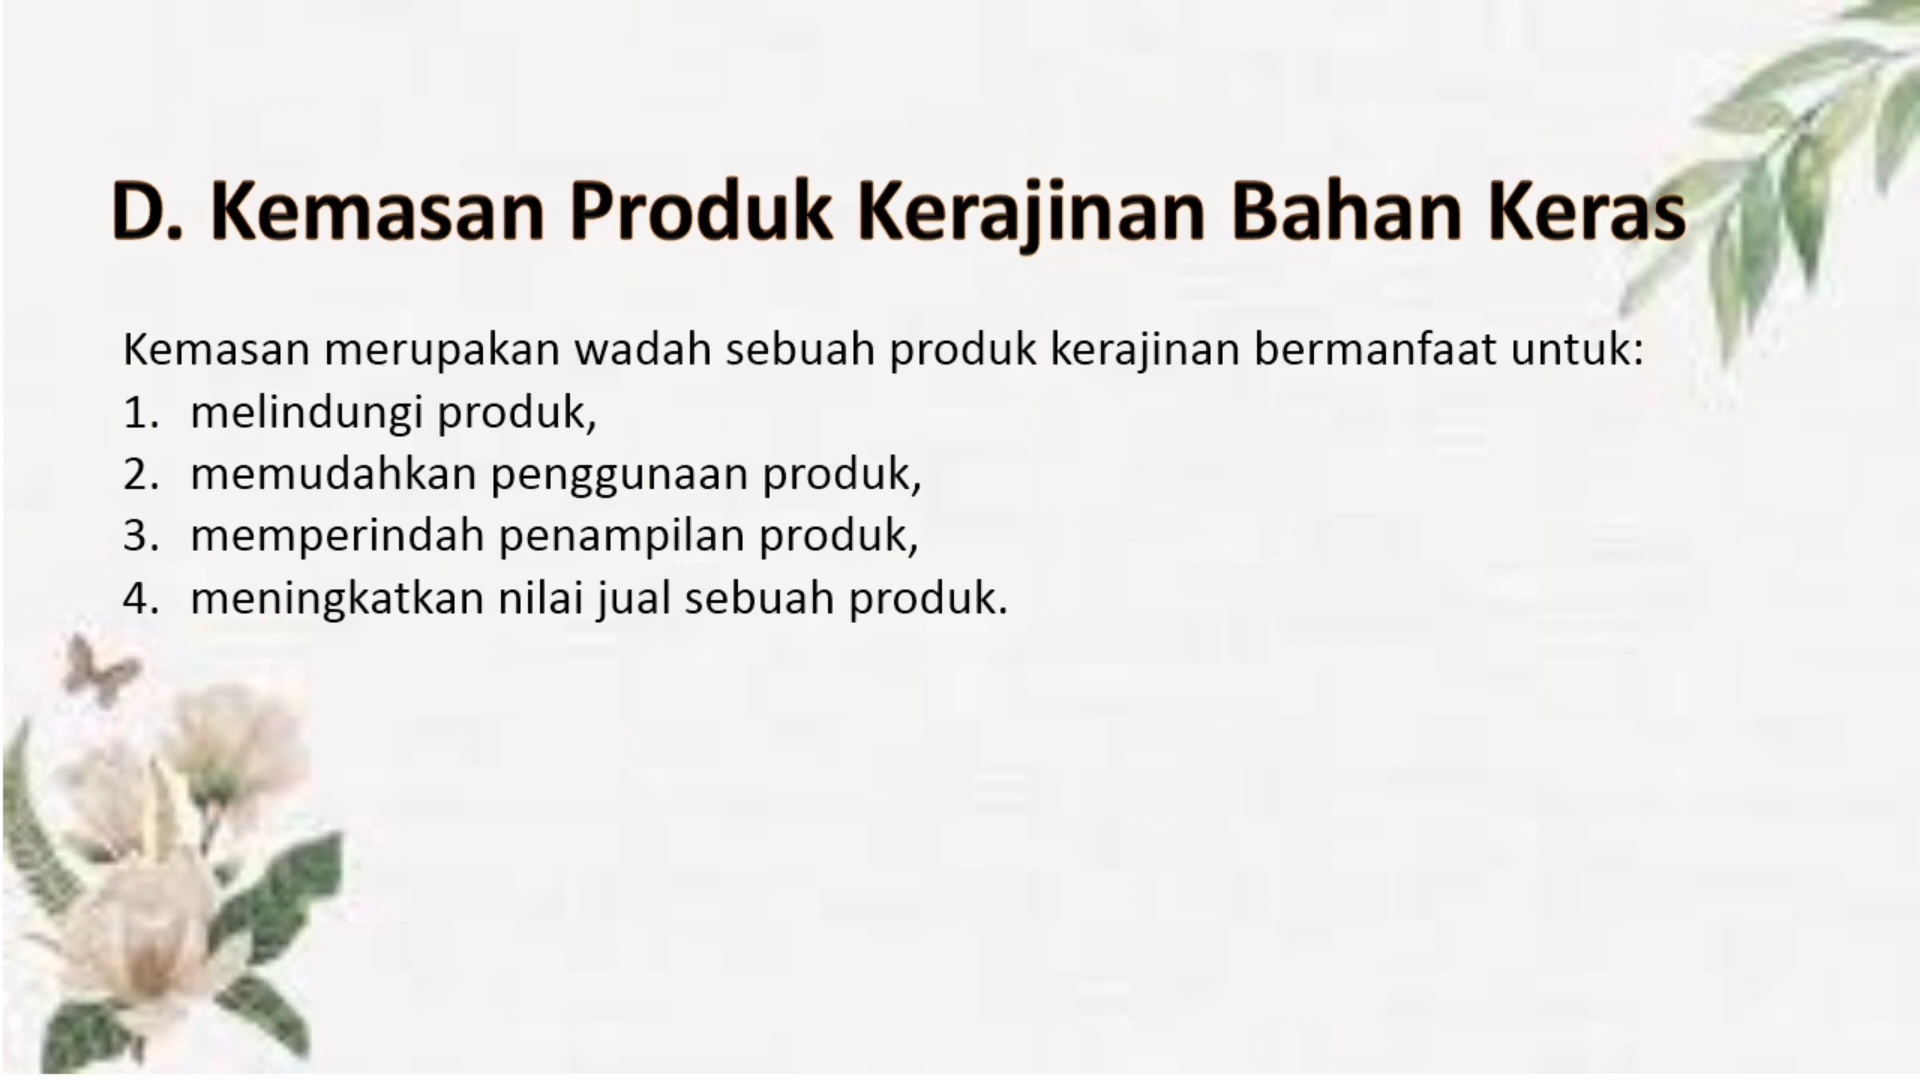 D. Kemasan Produk Kerajinan Bahan Keras
Kemasan merupakan wadah sebuah produk kerajinan bermanfaat untuk:
1. melindungi produk,
2. memudahkan penggunaan produk,
3. memperindah penampilan produk,
4. meningkatkan nilai jual sebuah produk.